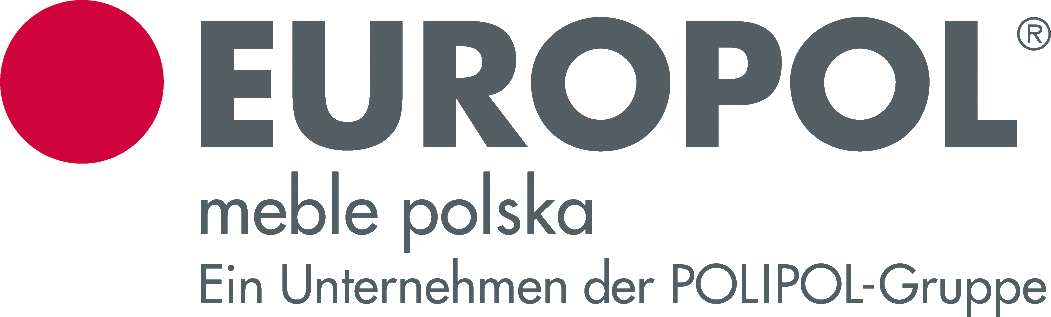 EUROPOL®
meble polska
Ein Unternehmen der POLIPOL-Gruppe